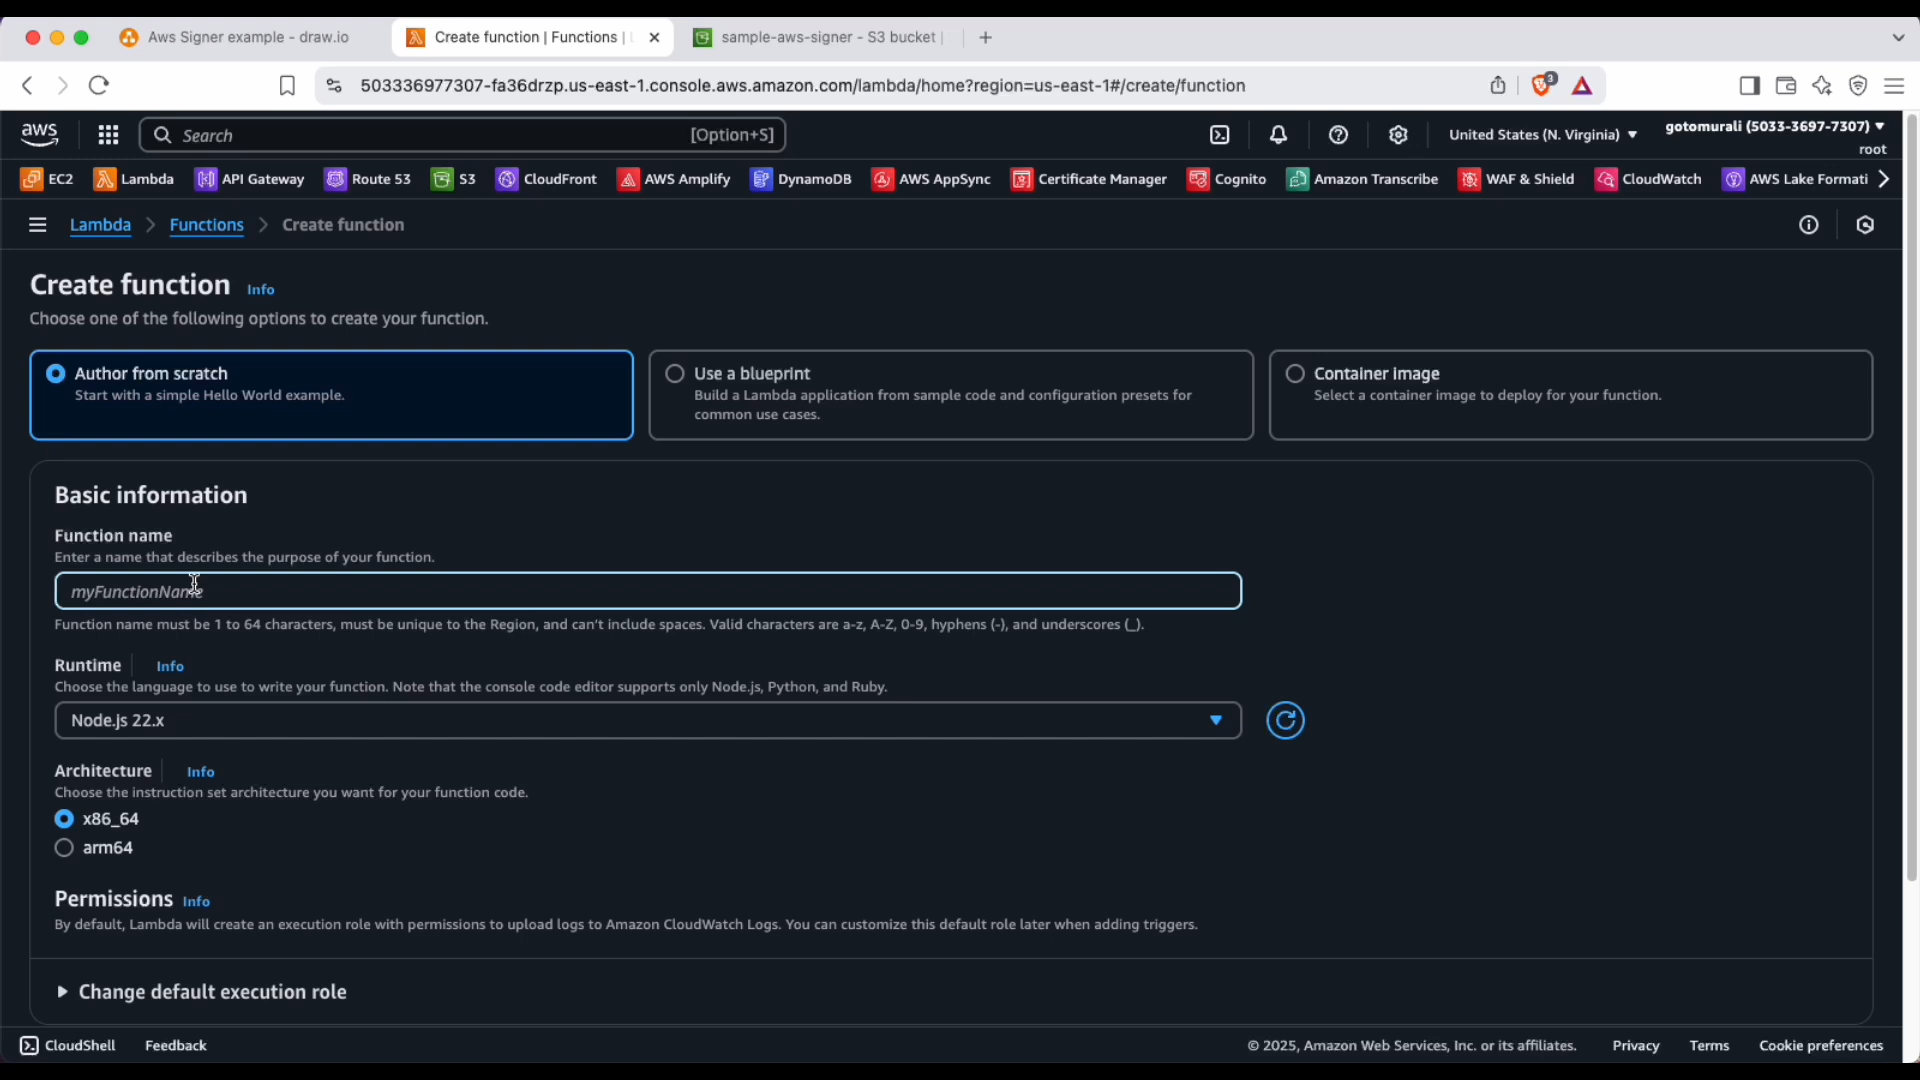 Aws Signer example - draw.io
Create function | Functions |
sample-aws-signer - S3 bucket |
503336977307-fa36drzp.us-east-1.console.aws.amazon.com/lambda/home?region=us-east-1#/create/function
3
aws
Search
[Option+S]
United States (N. Virginia)
gotomurali (5033-3697-7307)
root
EC2
Lambda
API Gateway
Route 53
S3
CloudFront
AWS Amplify
DynamoDB
AWS AppSync
Certificate Manager
Cognito
Amazon Transcribe
WAF & Shield
CloudWatch
AWS Lake Formati
Lambda
Functions
Create function
Create function Info
Choose one of the following options to create your function.
Author from scratch
Start with a simple Hello World example.
Use a blueprint
Build a Lambda application from sample code and configuration presets for
common use cases.
Container image
Select a container image to deploy for your function.
Basic information
Function name
Enter a name that describes the purpose of your function.
myFunctionName
Function name must be 1 to 64 characters, must be unique to the Region, and can't include spaces. Valid characters are a-z, A-Z, 0-9, hyphens (-), and underscores (_).
Runtime Info
Choose the language to use to write your function. Note that the console code editor supports only Node.js, Python, and Ruby.
Node.js 22.x
Architecture Info
Choose the instruction set architecture you want for your function code.
x86_64
arm64
Permissions Info
By default, Lambda will create an execution role with permissions to upload logs to Amazon CloudWatch Logs. You can customize this default role later when adding triggers.
Change default execution role
CloudShell
Feedback
© 2025, Amazon Web Services, Inc. or its affiliates.
Privacy
Terms
Cookie preferences